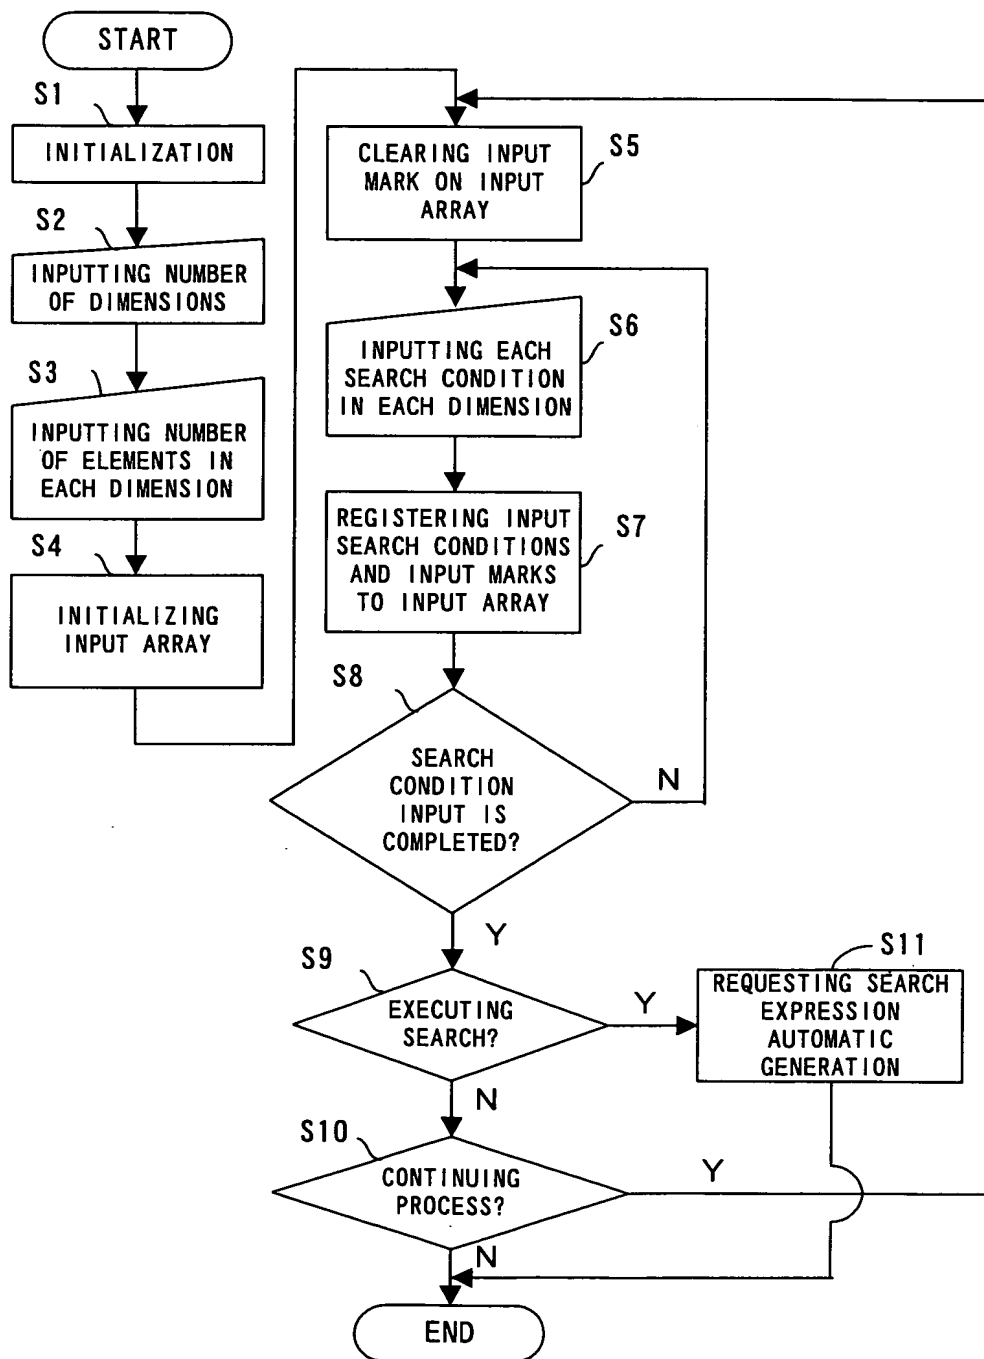 START
S1
INITIALIZATION
S2
INPUTTING NUMBER
OF DIMENSIONS
S3
INPUTTING NUMBER
OF ELEMENTS IN
EACH DIMENSION
S4
INITIALIZING
INPUT ARRAY
CLEARING INPUT
MARK ON INPUT
ARRAY
S5
INPUTTING EACH
SEARCH CONDITION
IN EACH DIMENSION
S6
REGISTERING INPUT
SEARCH CONDITIONS
AND INPUT MARKS
TO INPUT ARRAY
S7
S8
SEARCH
CONDITION
INPUT IS
COMPLETED?
N
Y
S9
EXECUTING
SEARCH?
Y
N
S11
REQUESTING SEARCH
EXPRESSION
AUTOMATIC
GENERATION
S10
CONTINUING
PROCESS?
Y
N
END